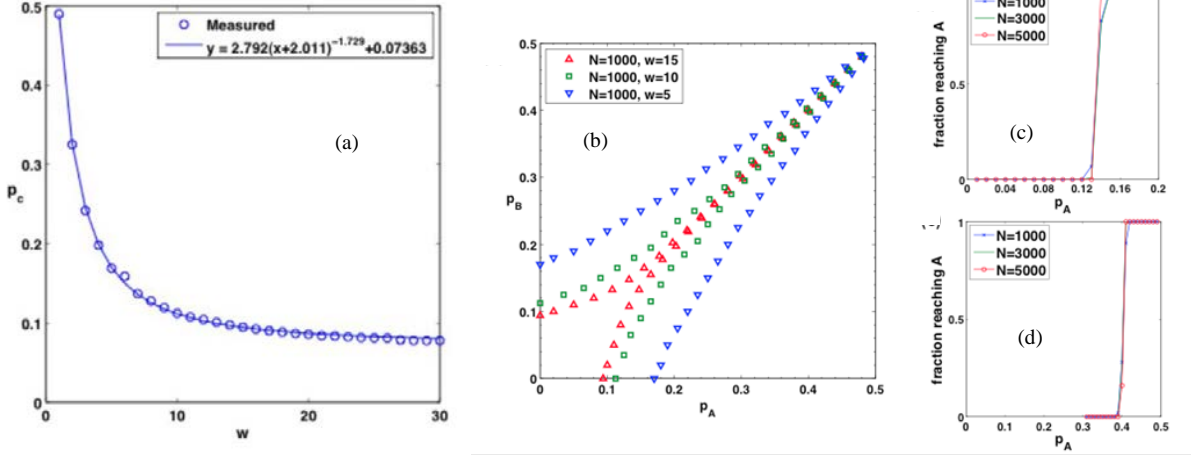 0.5
0.4
0.3
0.2
0.1
0
p_c
0
10
20
30
w
Measured
y = 2.792(x+2.011)^{-1.729}+0.07363
(a)
0.5
0.4
0.3
0.2
0.1
0
p_B
0
0.1
0.2
0.3
0.4
0.5
p_A
N=1000, w=15
N=1000, w=10
N=1000, w=5
(b)
N=1000
N=3000
N=5000
fraction reaching A
0.5
0
0.04
0.08
0.12
0.16
0.2
p_A
(c)
1
0.5
0
fraction reaching A
N=1000
N=3000
N=5000
0
0.1
0.2
0.3
0.4
0.5
p_A
(d)